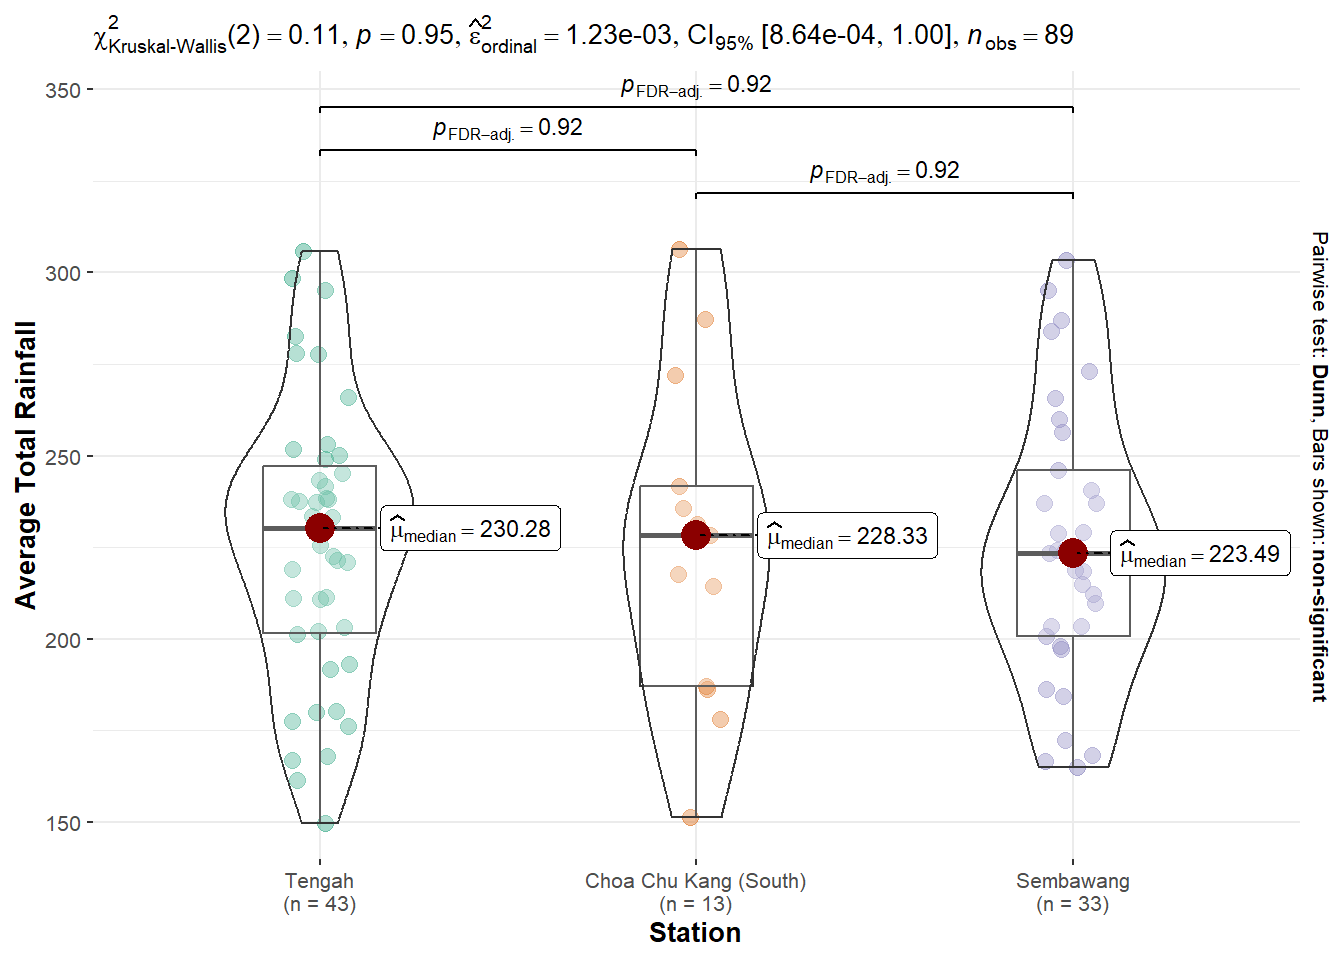 χ²Kruskal-Wallis(2) = 0.11, p = 0.95, ε̂²ordinal = 1.23e-03, CI95% [8.64e-04, 1.00], nobs = 89
350
pFDR–adj. = 0.92
pFDR–adj. = 0.92
pFDR–adj. = 0.92
300
250
200
150
Average Total Rainfall
μ̂median = 230.28
μ̂median = 228.33
μ̂median = 223.49
Pairwise test: Dunn, Bars shown: non-significant
Tengah
(n = 43)
Choa Chu Kang (South)
(n = 13)
Sembawang
(n = 33)
Station